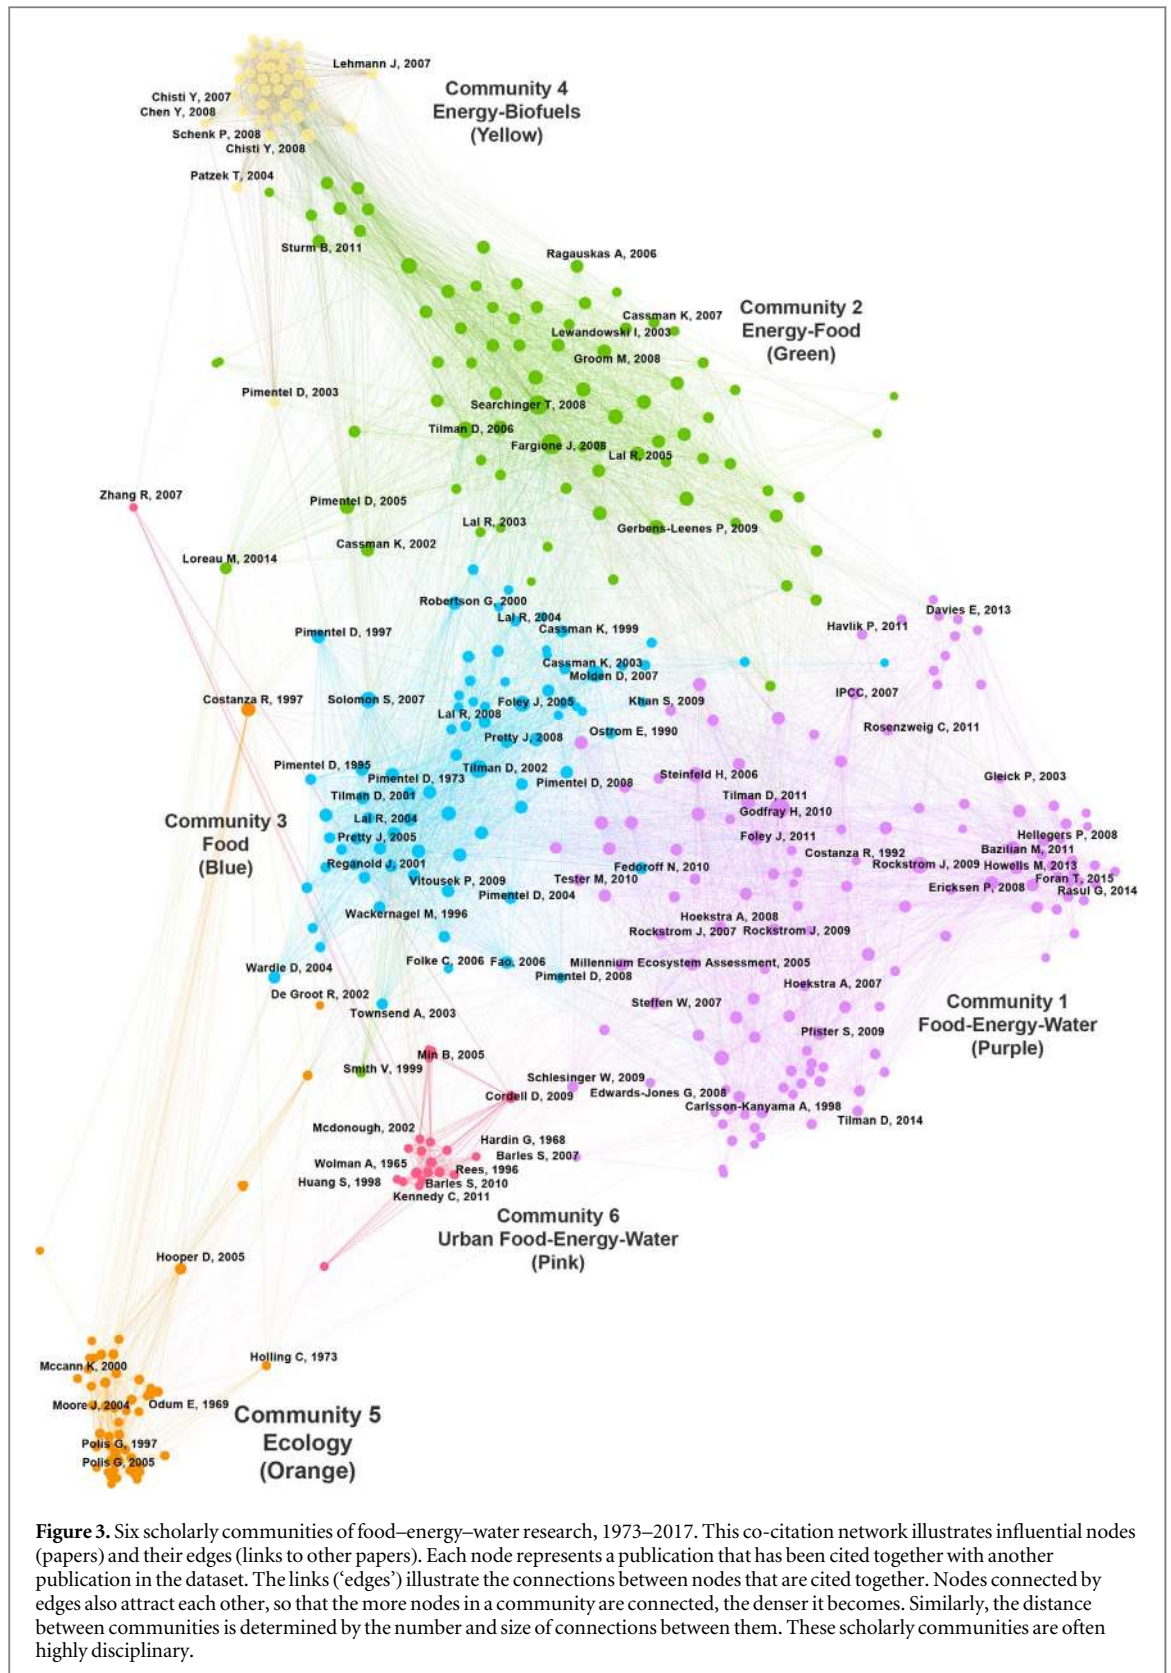 Lehmann J, 2007
Community 4
Energy-Biofuels
(Yellow)
Chisti Y, 2007
Chen Y, 2008
Schenk P, 2008
Chisti Y, 2008
Patzek T, 2004
Sturm B, 2011
Ragauskas A, 2006
Community 2
Energy-Food
(Green)
Cassman K, 2007
Lewandowski I, 2003
Groom M, 2008
Pimentel D, 2003
Searchinger T, 2008
Tilman D, 2006
Fargione J, 2008
Lal R, 2005
Zhang R, 2007
Pimentel D, 2005
Lal R, 2003
Gerbens-Leenes P, 2009
Cassman K, 2002
Loreau M, 20014
Robertson G, 2000
Lal R, 2004
Cassman K, 1999
Pimentel D, 1997
Davies E, 2013
Havlik P, 2011
Cassman K, 2003
Molden D, 2007
Costanza R, 1997
Solomon S, 2007
Foley J, 2005
Khan S, 2009
IPCC, 2007
Lal R, 2008
Rosenzweig C, 2011
Pretty J, 2008
Ostrom E, 1990
Pimentel D, 1995
Pimentel D, 1973
Tilman D, 2002
Pimentel D, 2008
Steinfeld H, 2006
Gleick P, 2003
Tilman D, 2001
Tilman D, 2011
Godfray H, 2010
Community 3
Food
(Blue)
Lal R, 2004
Pretty J, 2005
Foley J, 2011
Hellegers P, 2008
Bazilian M, 2011
Costanza R, 1992
Reganold J, 2001
Fedoroff N, 2010
Rockstrom J, 2009
Howells M, 2013
Vitousek P, 2009
Tester M, 2010
Foran T, 2015
Ericksen P, 2008
Rasul G, 2014
Pimentel D, 2004
Wackernagel M, 1996
Hoekstra A, 2008
Rockstrom J, 2007
Rockstrom J, 2009
Wardle D, 2004
Folke C, 2006
Fao, 2006
Millennium Ecosystem Assessment, 2005
Pimentel D, 2008
Hoekstra A, 2007
De Groot R, 2002
Townsend A, 2003
Steffen W, 2007
Community 1
Food-Energy-Water
(Purple)
Pfister S, 2009
Min B, 2005
Smith V, 1999
Schlesinger W, 2009
Cordell D, 2009
Edwards-Jones G, 2008
Carlsson-Kanyama A, 1998
Tilman D, 2014
Mcdonough, 2002
Hardin G, 1968
Barles S, 2007
Wolman A, 1965
Rees, 1996
Huang S, 1998
Barles S, 2010
Kennedy C, 2011
Community 6
Urban Food-Energy-Water
(Pink)
Hooper D, 2005
Holling C, 1973
Mccann K, 2000
Moore J, 2004
Odum E, 1969
Community 5
Ecology
(Orange)
Polis G, 1997
Polis G, 2005
Figure 3. Six scholarly communities of food–energy–water research, 1973–2017. This co-citation network illustrates influential nodes
(papers) and their edges (links to other papers). Each node represents a publication that has been cited together with another
publication in the dataset. The links (‘edges’) illustrate the connections between nodes that are cited together. Nodes connected by
edges also attract each other, so that the more nodes in a community are connected, the denser it becomes. Similarly, the distance
between communities is determined by the number and size of connections between them. These scholarly communities are often
highly disciplinary.